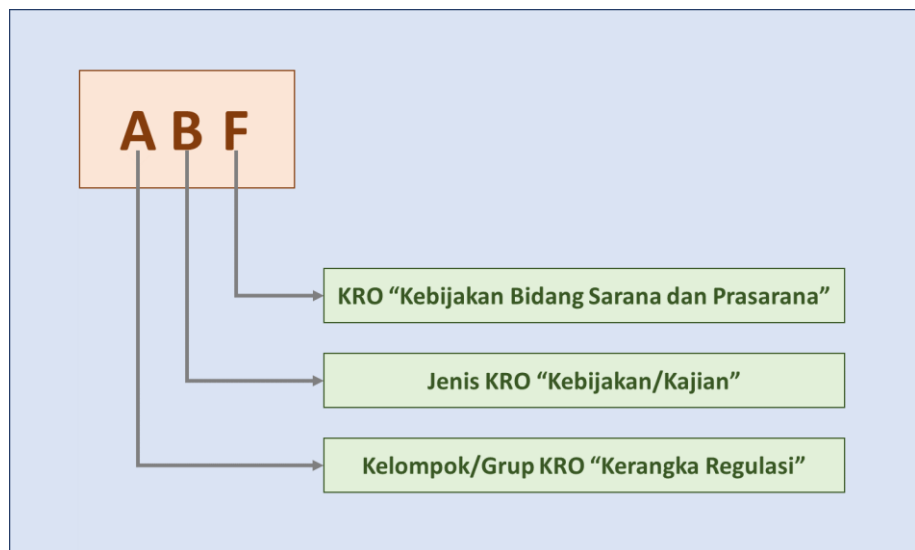 A B F
KRO “Kebijakan Bidang Sarana dan Prasarana”
Jenis KRO “Kebijakan/Kajian”
Kelompok/Grup KRO “Kerangka Regulasi”